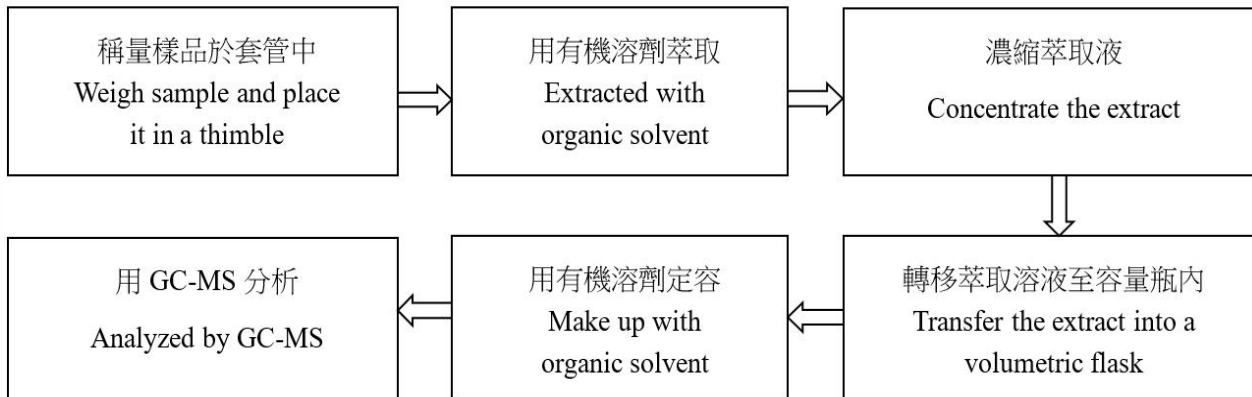 稱量樣品於套管中
Weigh sample and place
it in a thimble
用有機溶劑萃取
Extracted with
organic solvent
濃縮萃取液
Concentrate the extract
轉移萃取溶液至容量瓶內
Transfer the extract into a
volumetric flask
用有機溶劑定容
Make up with
organic solvent
用 GC-MS 分析
Analyzed by GC-MS